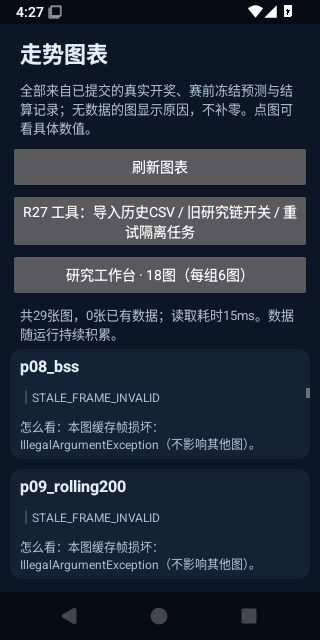 4:27
走势图表
全部来自已提交的真实开奖、赛前冻结预测与结
算记录；无数据的图显示原因，不补零。点图可
看具体数值。
刷新图表
R27 工具：导入历史CSV / 旧研究链开关 / 重
试隔离任务
研究工作台 · 18图（每组6图）
共29张图，0张已有数据；读取耗时15ms。数据
随运行持续积累。
p08_bss
STALE_FRAME_INVALID
怎么看：本图缓存帧损坏：
IllegalArgumentException（不影响其他图）。
p09_rolling200
STALE_FRAME_INVALID
怎么看：本图缓存帧损坏：
IllegalArgumentException（不影响其他图）。